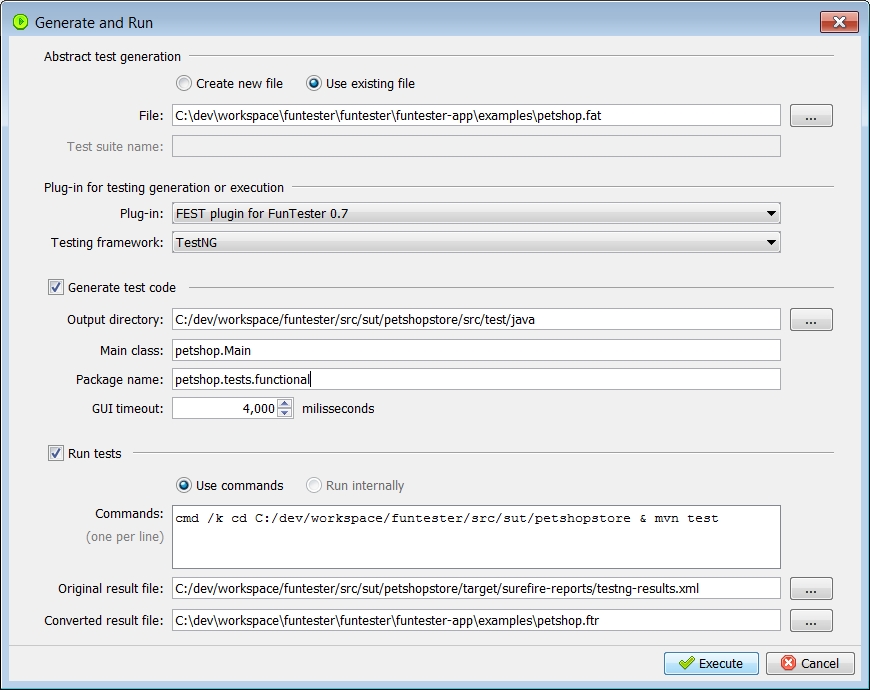 Generate and Run
Abstract test generation
Create new file Use existing file
File: C:\dev\workspace\funtester\funtester\funtester-app\examples\petshop.fat ...
Test suite name:
Plug-in for testing generation or execution
Plug-in: FEST plugin for FunTester 0.7
Testing framework: TestNG
Generate test code
Output directory: C:/dev/workspace/funtester/src/sut/petshopstore/src/test/java ...
Main class: petshop.Main
Package name: petshop.tests.functional
GUI timeout: 4,000 milisseconds
Run tests
Use commands Run internally
Commands: cmd /k cd C:/dev/workspace/funtester/src/sut/petshopstore & mvn test
(one per line)
Original result file: C:/dev/workspace/funtester/src/sut/petshopstore/target/surefire-reports/testng-results.xml ...
Converted result file: C:\dev\workspace\funtester\funtester\funtester-app\examples\petshop.ftr ...
Execute Cancel